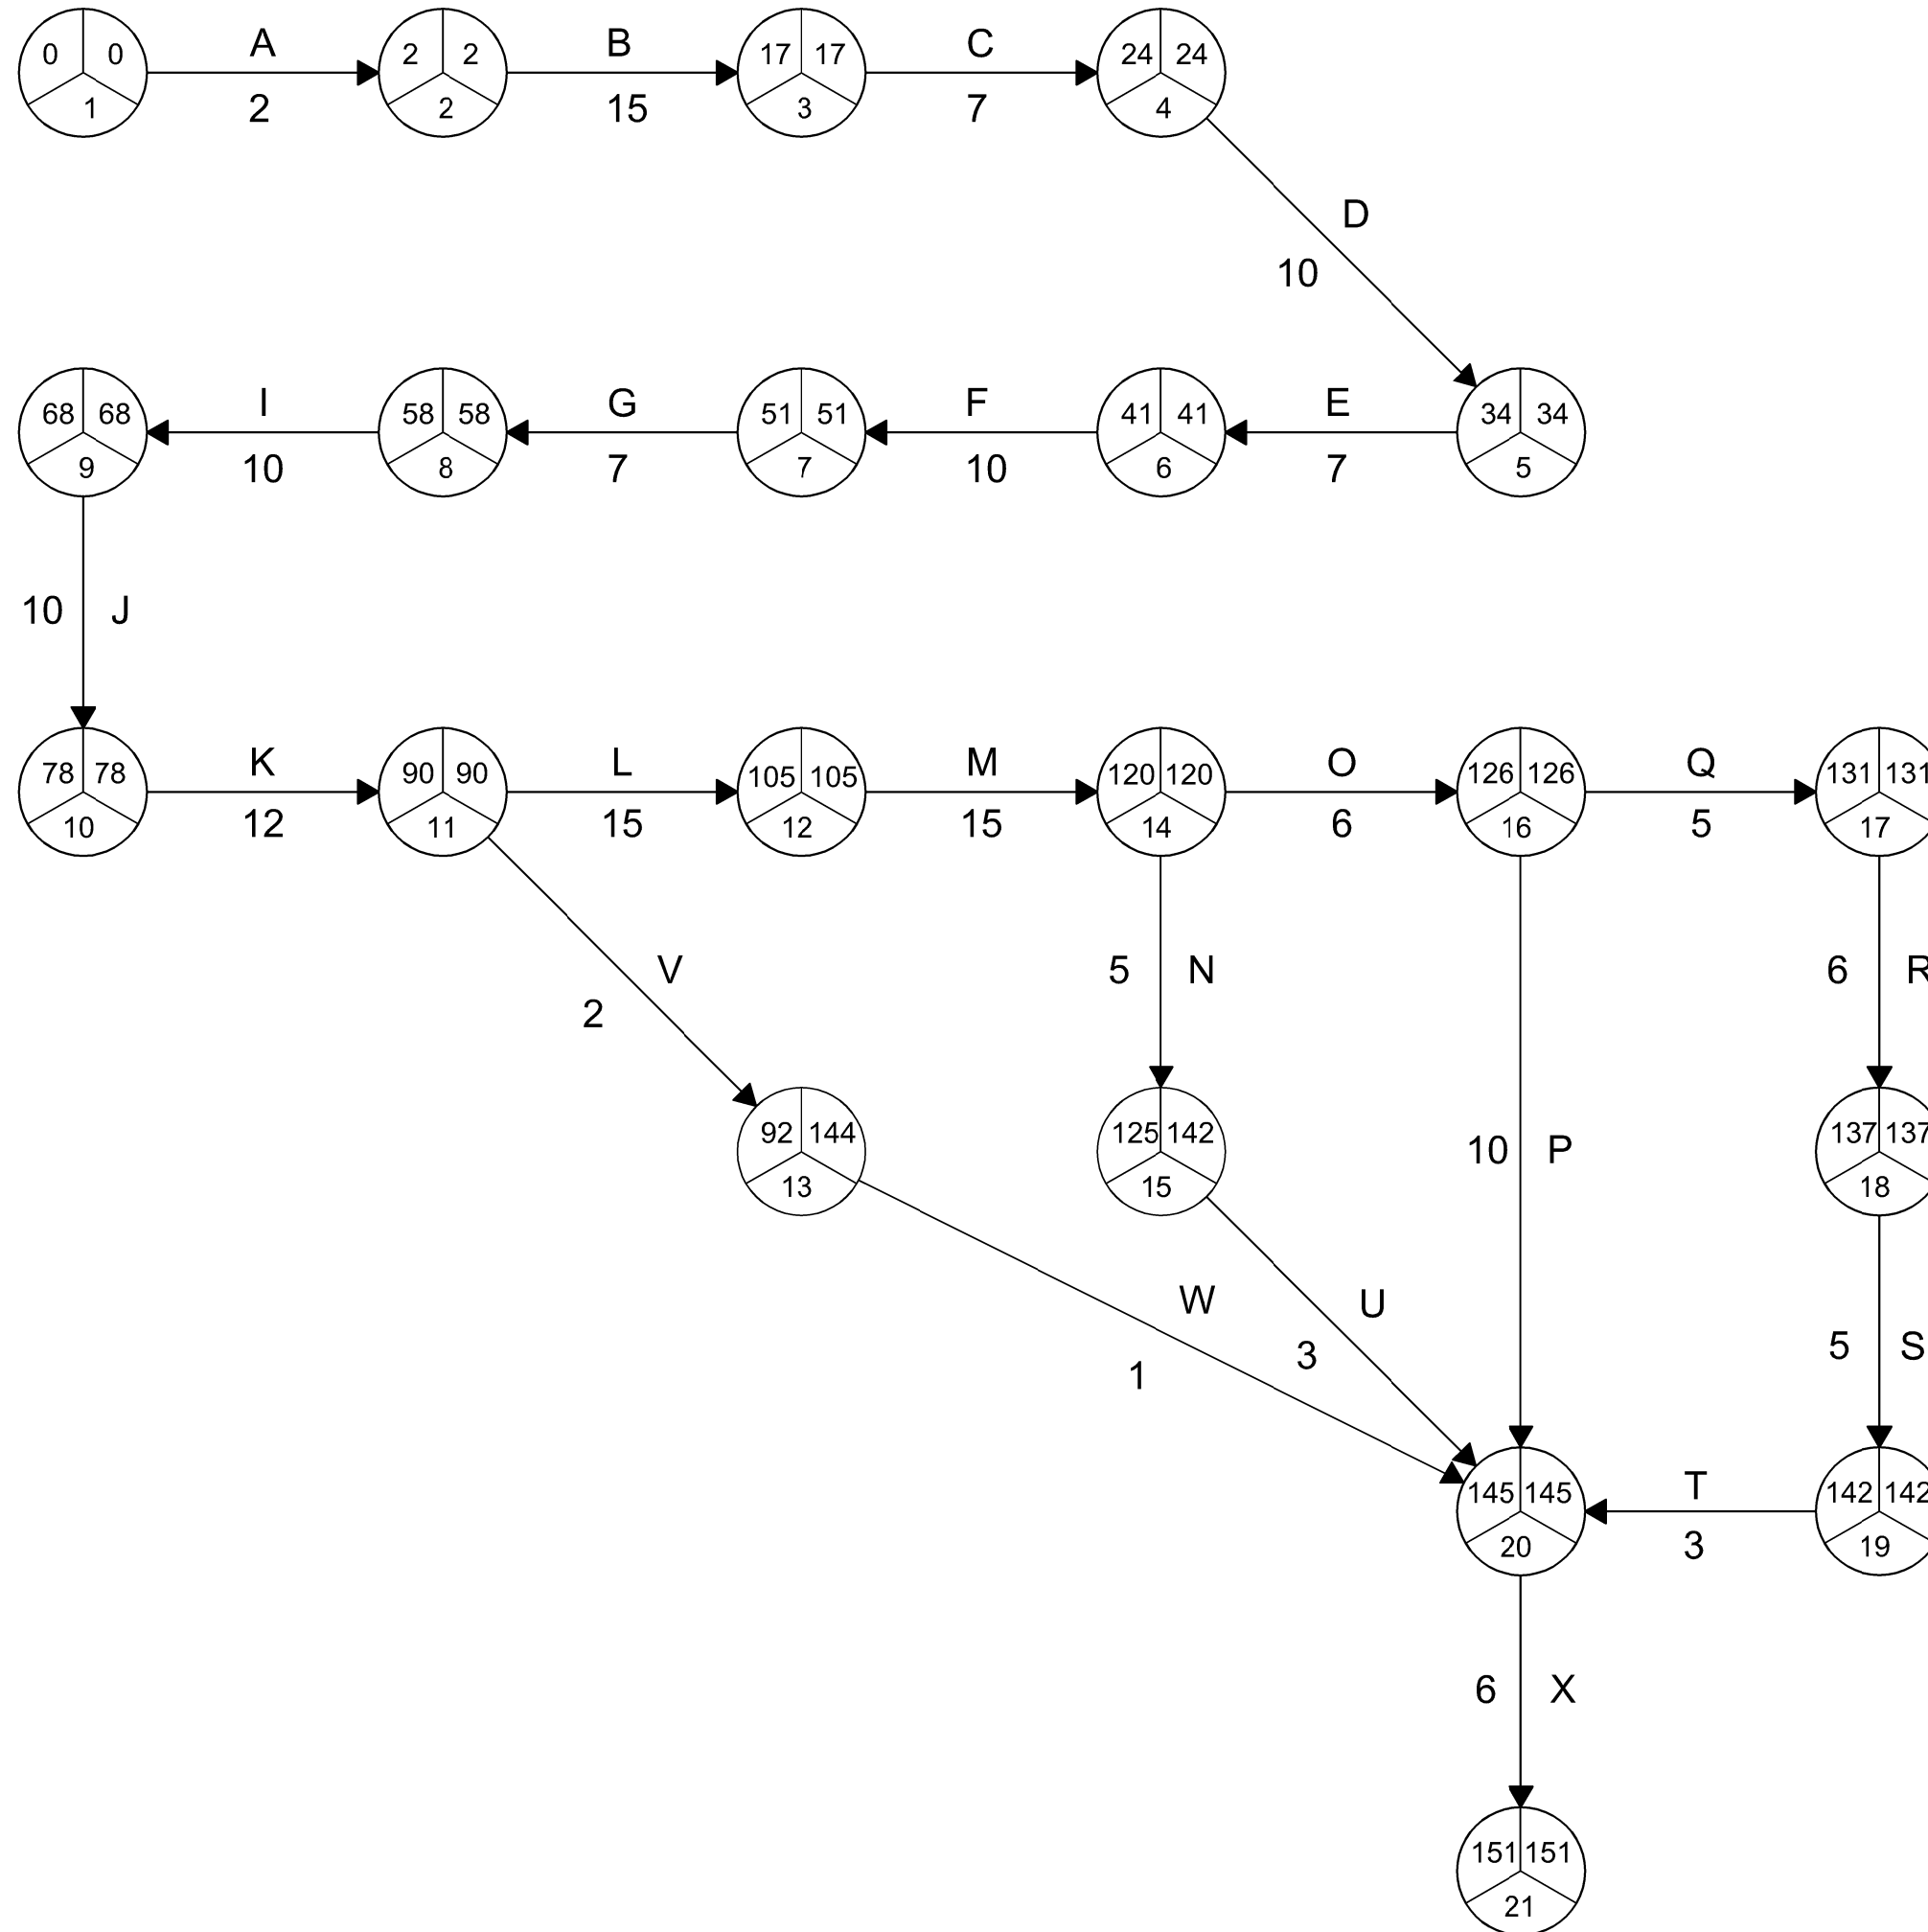 0 0 A 2 2 B 17 17 C 24 24
1 2 2 15 3 7 4
D
10
68 68 I 58 58 G 51 51 F 41 41 E 34 34
9 10 8 7 7 10 6 7 5
10 J
78 78 K 90 90 L 105 105 M 120 120 O 126 126 Q 131 131
10 12 11 15 12 15 14 6 16 5 17
V 5 N 6 R
2
92 144 125 142 10 P 137 137
13 15 18
W U
1 3 5 S
145 145 T 142 142
20 3 19
6 X
151 151
21